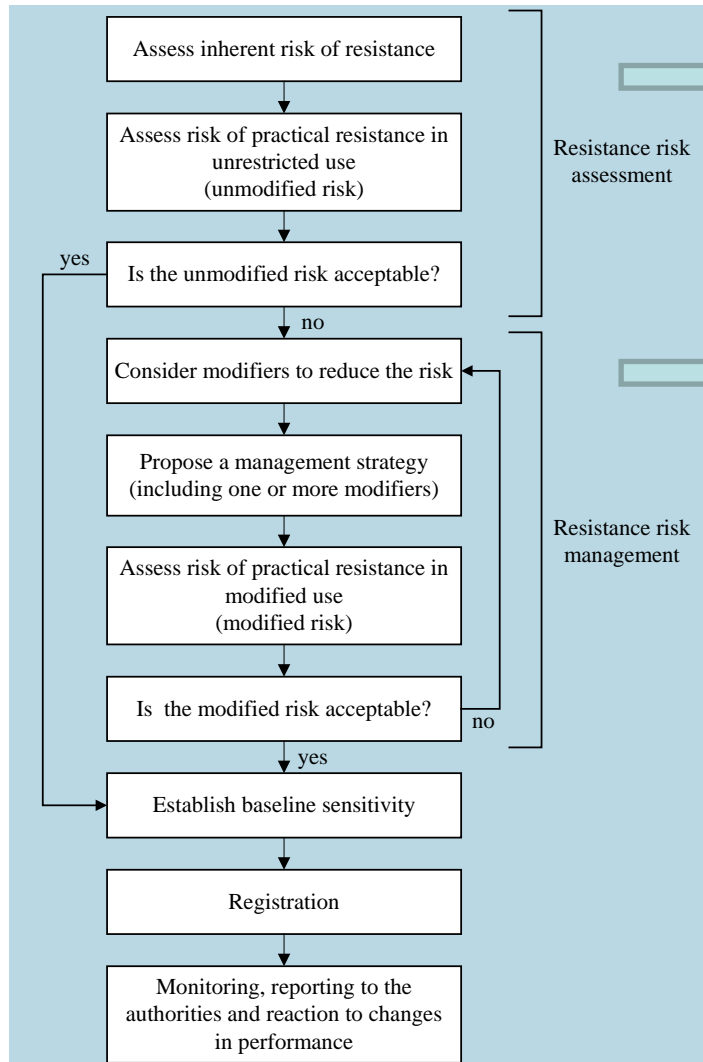 Assess inherent risk of resistance
Assess risk of practical resistance in
unrestricted use
(unmodified risk)
Resistance risk
assessment
yes
Is the unmodified risk acceptable?
no
Consider modifiers to reduce the risk
Propose a management strategy
(including one or more modifiers)
Resistance risk
management
Assess risk of practical resistance in
modified use
(modified risk)
Is the modified risk acceptable?
no
yes
Establish baseline sensitivity
Registration
Monitoring, reporting to the
authorities and reaction to changes
in performance